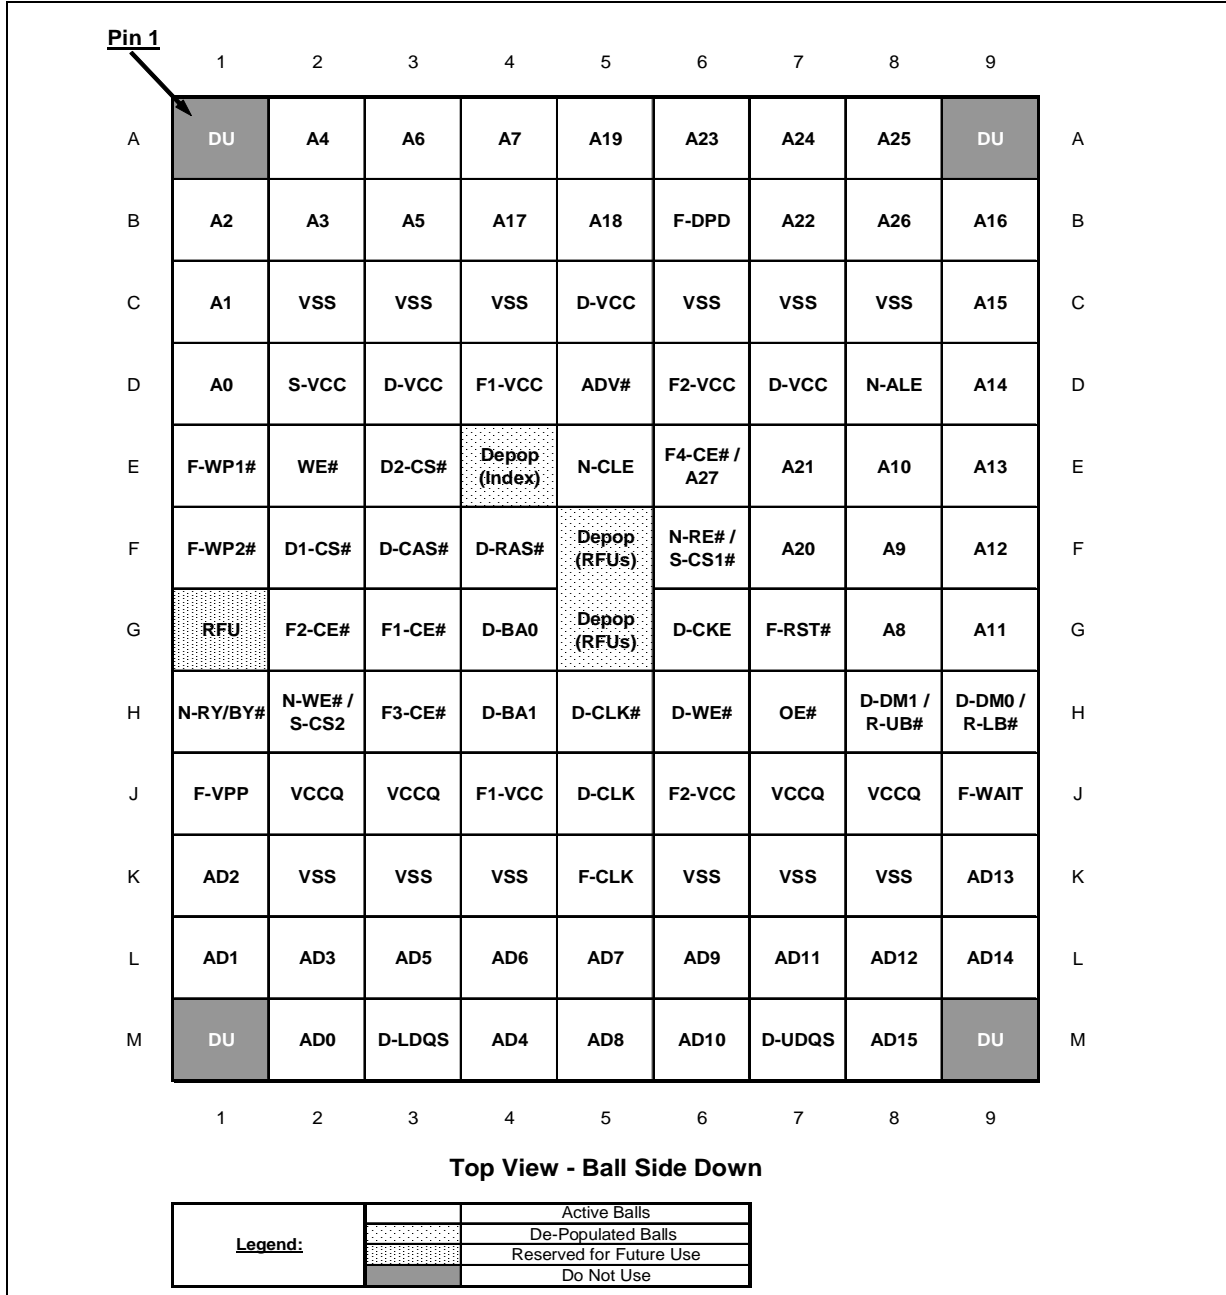 Pin 1
1 2 3 4 5 6 7 8 9
A DU A4 A6 A7 A19 A23 A24 A25 DU A
B A2 A3 A5 A17 A18 F-DPD A22 A26 A16 B
C A1 VSS VSS VSS D-VCC VSS VSS VSS A15 C
D A0 S-VCC D-VCC F1-VCC ADV# F2-VCC D-VCC N-ALE A14 D
E F-WP1# WE# D2-CS# Depop (Index) N-CLE F4-CE# / A27 A21 A10 A13 E
F F-WP2# D1-CS# D-CAS# D-RAS# Depop (RFUs) N-RE# / S-CS1# A20 A9 A12 F
G RFU F2-CE# F1-CE# D-BA0 Depop (RFUs) D-CKE F-RST# A8 A11 G
H N-RY/BY# N-WE# / S-CS2 F3-CE# D-BA1 D-CLK# D-WE# OE# D-DM1 / R-UB# D-DM0 / R-LB# H
J F-VPP VCCQ VCCQ F1-VCC D-CLK F2-VCC VCCQ VCCQ F-WAIT J
K AD2 VSS VSS VSS F-CLK VSS VSS VSS AD13 K
L AD1 AD3 AD5 AD6 AD7 AD9 AD11 AD12 AD14 L
M DU AD0 D-LDQS AD4 AD8 AD10 D-UDQS AD15 DU M
1 2 3 4 5 6 7 8 9
Top View - Ball Side Down
Legend:
Active Balls
De-Populated Balls
Reserved for Future Use
Do Not Use